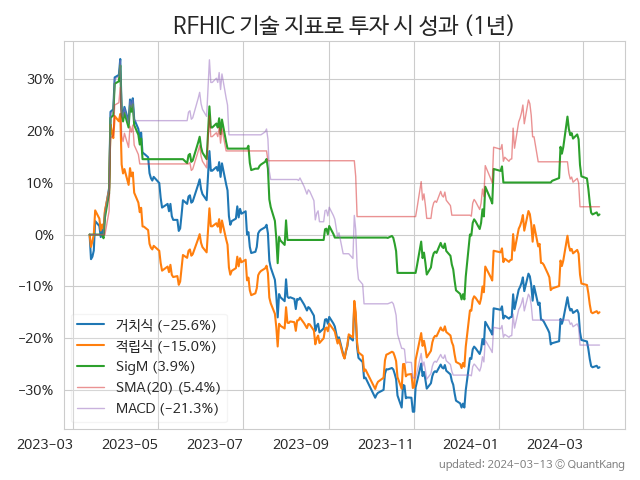 RFHIC 기술 지표로 투자 시 성과 (1년)
30%
20%
10%
0%
−10%
−20%
−30%
거치식 (−25.6%)
적립식 (−15.0%)
SigM (3.9%)
SMA(20) (5.4%)
MACD (−21.3%)
2023-03 2023-05 2023-07 2023-09 2023-11 2024-01 2024-03
updated: 2024-03-13 © QuantKang